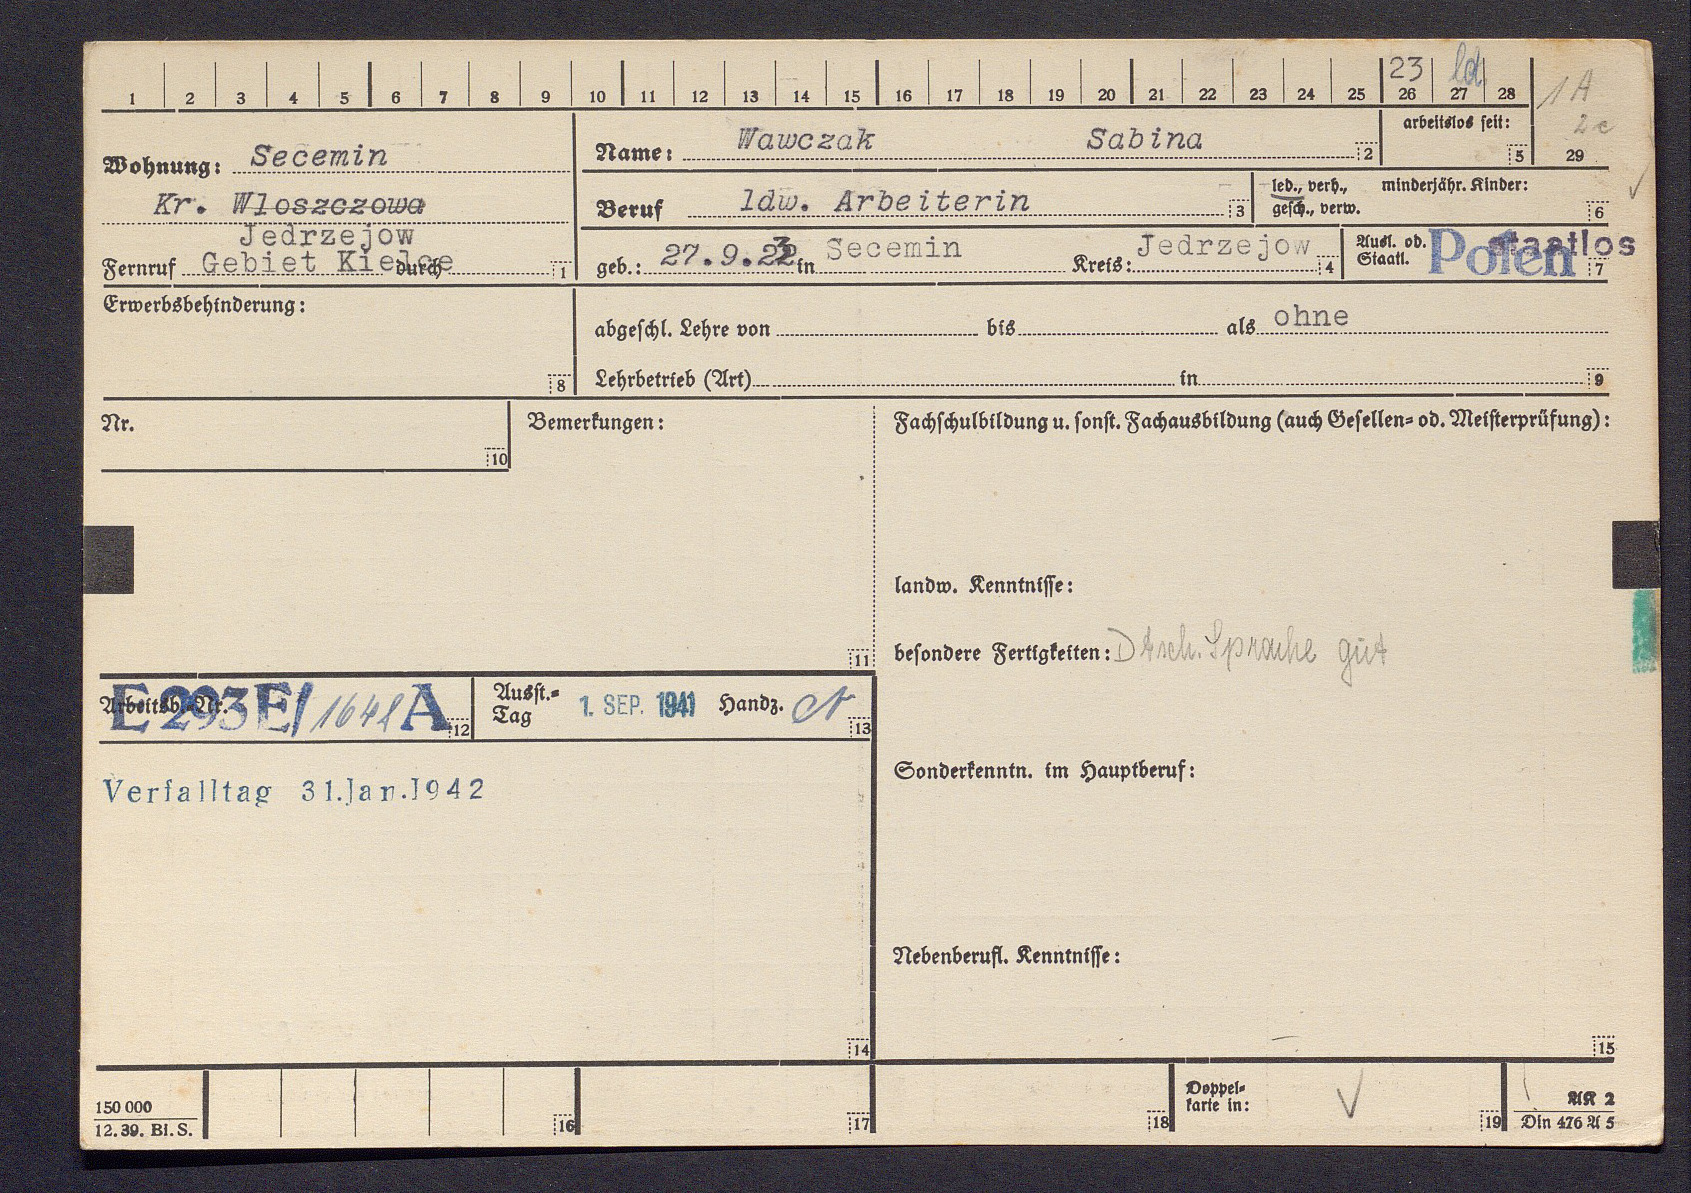 23 ld
1 2 3 4 5 6 7 8 9 10 11 12 13 14 15 16 17 18 19 20 21 22 23 24 25 26 27 28 1A
2c
29
Wohnung: Secemin
Kr. Wloszczowa
Jedrzejow
Fernruf Gebiet Kielce durch 1
Name: Wawczak Sabina 2
arbeitslos seit: 5
Beruf ldw. Arbeiterin 3
led., verh., minderjähr. Kinder:
gesch., verw. 6
geb.: 27.9.23 in Secemin Kreis: Jedrzejow 4
Ausl. od. Polen staatlos
Staatl. 7
Erwerbsbehinderung:
8
abgeschl. Lehre von bis als ohne
Lehrbetrieb (Art) in 9
Nr.
10
Bemerkungen:
11
Fachschulbildung u. sonst. Fachausbildung (auch Gesellen- od. Meisterprüfung):
landw. Kenntnisse:
besondere Fertigkeiten: Dtsch. Sprache gut
Arbeitsb.-Nr. E 293 E/ 1648 A 12
Ausst.- 1. SEP. 1941 Handz.
Tag 13
Verfalltag 31.Jan.1942
14
Sonderkenntn. im Hauptberuf:
Nebenberufl. Kenntnisse:
15
150 000
12. 39. Bl. S.
16
17
18
Doppel-
karte in: 19
AK 2
Din 476 A 5